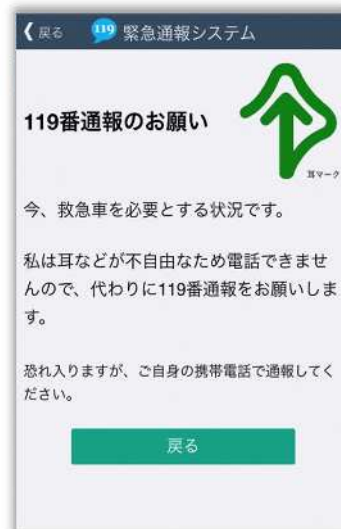 戻る 119 緊急通報システム
119番通報のお願い
耳マーク
今、救急車を必要とする状況です。
私は耳などが不自由なため電話できませ
んので、代わりに119番通報をお願いしま
す。
恐れ入りますが、ご自身の携帯電話で通報してく
ださい。
戻る